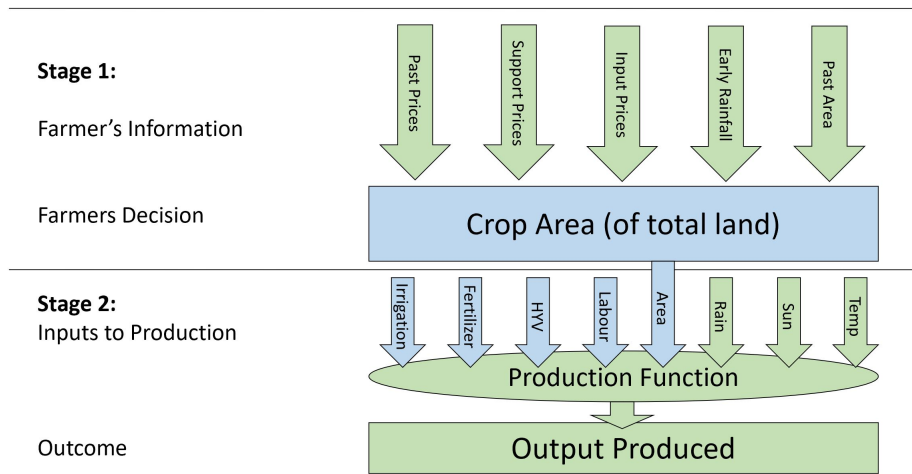 Stage 1:
Farmer’s Information
Past Prices
Support Prices
Input Prices
Early Rainfall
Past Area
Farmers Decision
Crop Area (of total land)
Stage 2:
Inputs to Production
Irrigation
Fertilizer
HYV
Labour
Area
Rain
Sun
Temp
Production Function
Outcome
Output Produced